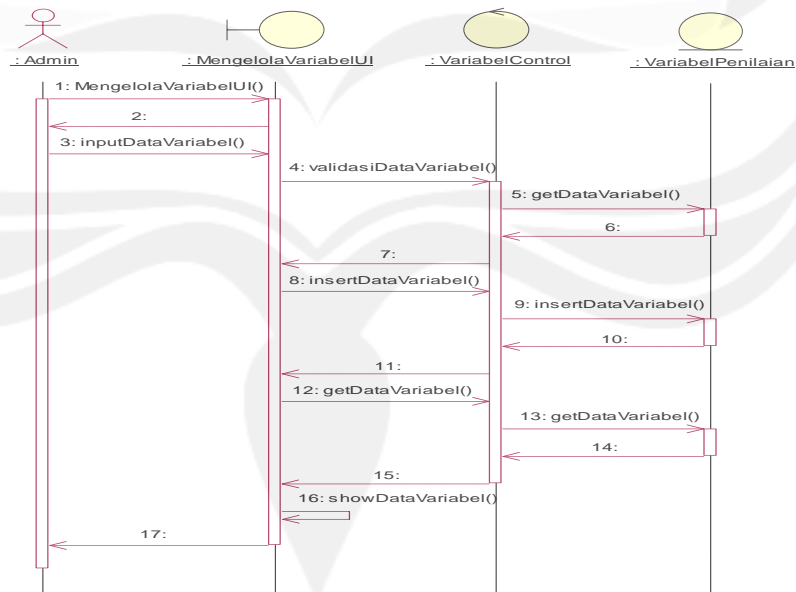 : Admin
: MengelolaVariabelUI
: VariabelControl
: VariabelPenilaian
1: MengelolaVariabelUI()
2:
3: inputDataVariabel()
4: validasiDataVariabel()
5: getDataVariabel()
6:
7:
8: insertDataVariabel()
9: insertDataVariabel()
10:
11:
12: getDataVariabel()
13: getDataVariabel()
14:
15:
16: showDataVariabel()
17: